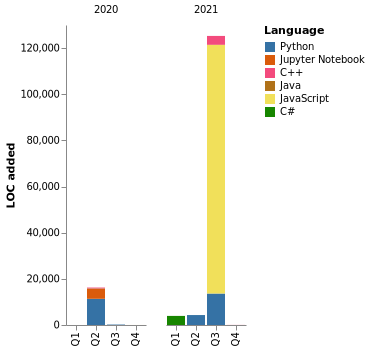 2020
2021
Language
Python
Jupyter Notebook
C++
Java
JavaScript
C#
LOC added
120,000
100,000
80,000
60,000
40,000
20,000
0
Q1
Q2
Q3
Q4
Q1
Q2
Q3
Q4